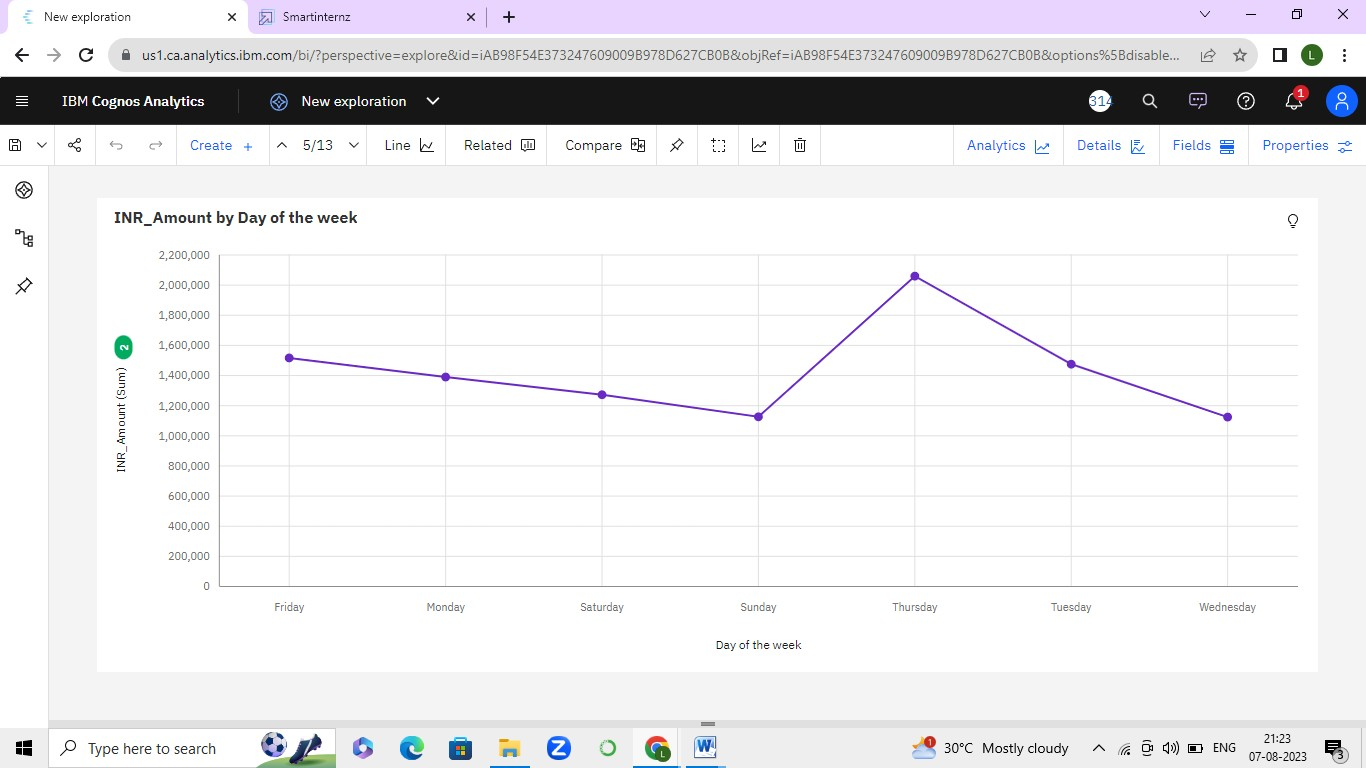 New exploration
Smartinternz
us1.ca.analytics.ibm.com/bi/?perspective=explore&id=iAB98F54E373247609009B978D627CB0B&objRef=iAB98F54E373247609009B978D627CB0B&options%5Bdisable...
L
IBM Cognos Analytics
New exploration
314
1
Create +
5/13
Line
Related
Compare
Analytics
Details
Fields
Properties
INR_Amount by Day of the week
2,200,000
2,000,000
1,800,000
1,600,000
1,400,000
1,200,000
1,000,000
800,000
600,000
400,000
200,000
0
INR_Amount (Sum)
2
Friday Monday Saturday Sunday Thursday Tuesday Wednesday
Day of the week
Type here to search
Z
L
W
1
30°C Mostly cloudy
ENG
21:23
07-08-2023
3